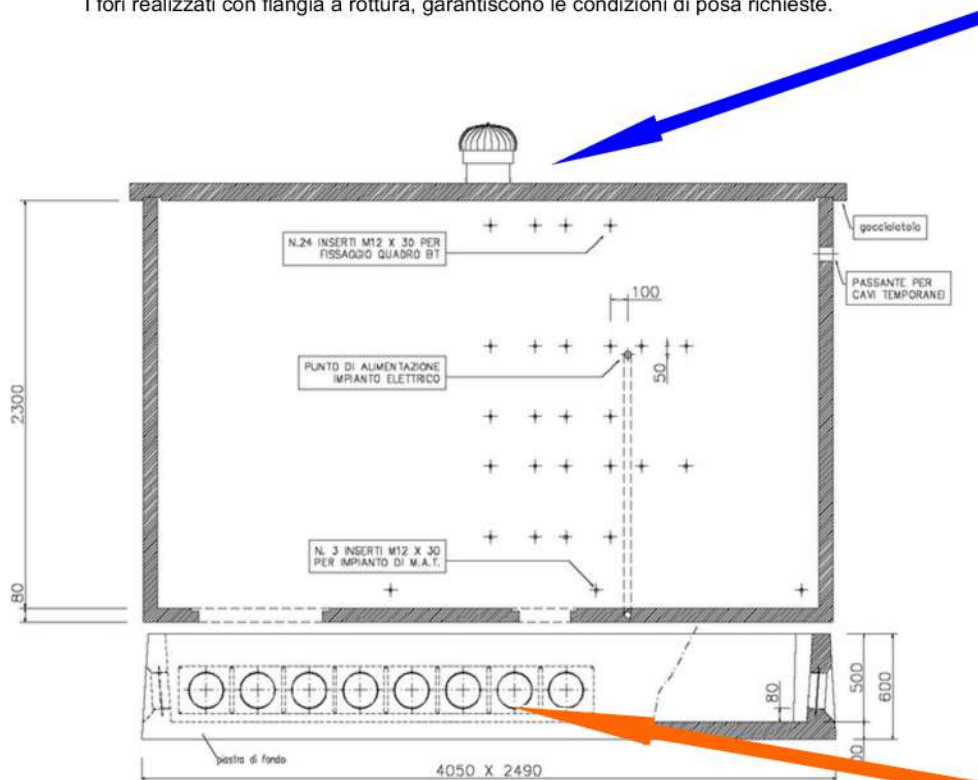 I fori realizzati con flangia a rottura, garantiscono le condizioni di posa richieste.
N.24 INSERTI M12 X 30 PER
FISSAGGIO QUADRO BT
gocciolatoio
PASSANTE PER
CAVI TEMPORANEI
100
PUNTO DI ALIMENTAZIONE
IMPIANTO ELETTRICO
50
2300
N. 3 INSERTI M12 X 30
PER IMPIANTO DI M.A.T.
80
80
500
600
piastra di fondo
4050 X 2490